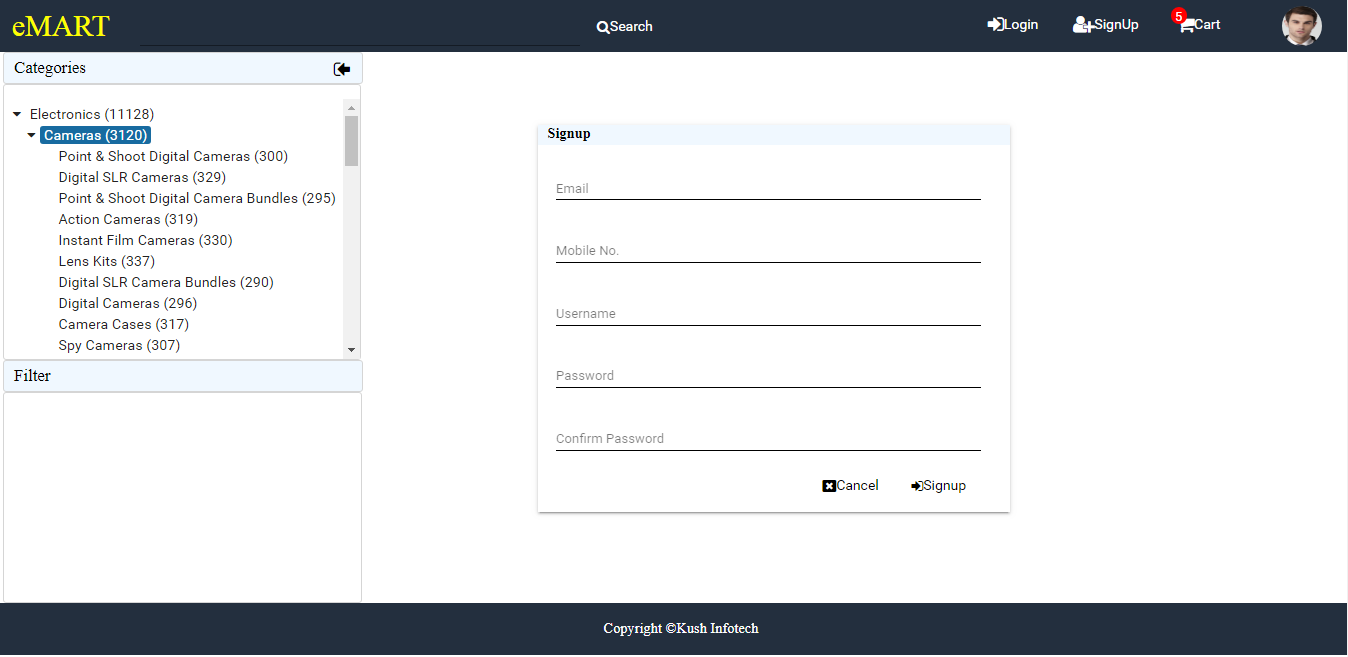 eMART
Search
Login
SignUp
5
Cart
Categories
Electronics (11128)
Cameras (3120)
Point & Shoot Digital Cameras (300)
Digital SLR Cameras (329)
Point & Shoot Digital Camera Bundles (295)
Action Cameras (319)
Instant Film Cameras (330)
Lens Kits (337)
Digital SLR Camera Bundles (290)
Digital Cameras (296)
Camera Cases (317)
Spy Cameras (307)
Filter
Signup
Email
Mobile No.
Username
Password
Confirm Password
Cancel
Signup
Copyright ©Kush Infotech